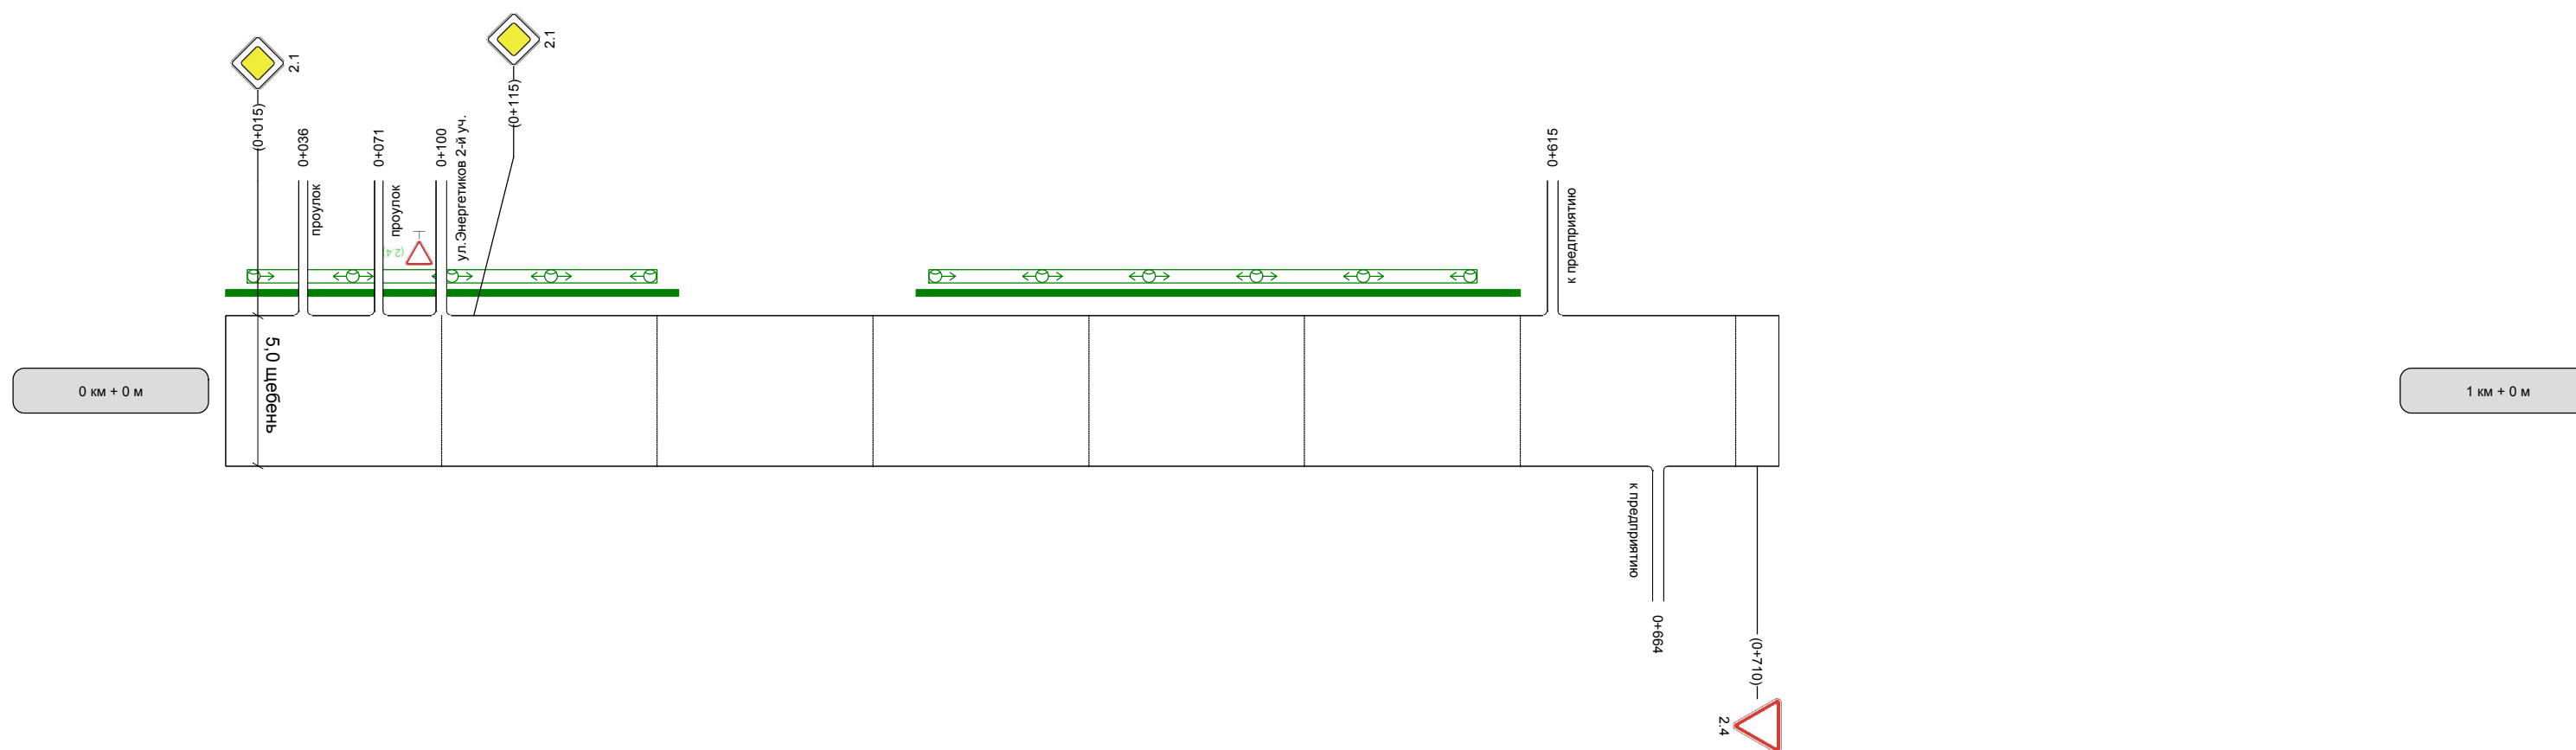 2.1
2.1
(0+015)
(0+115)
0+036
0+071
0+100
0+615
проулок
проулок
ул.Энергетиков 2-й уч.
к предприятию
(2.4)
5,0 щебень
0 км + 0 м
1 км + 0 м
к предприятию
0+664
(0+710)
2.4